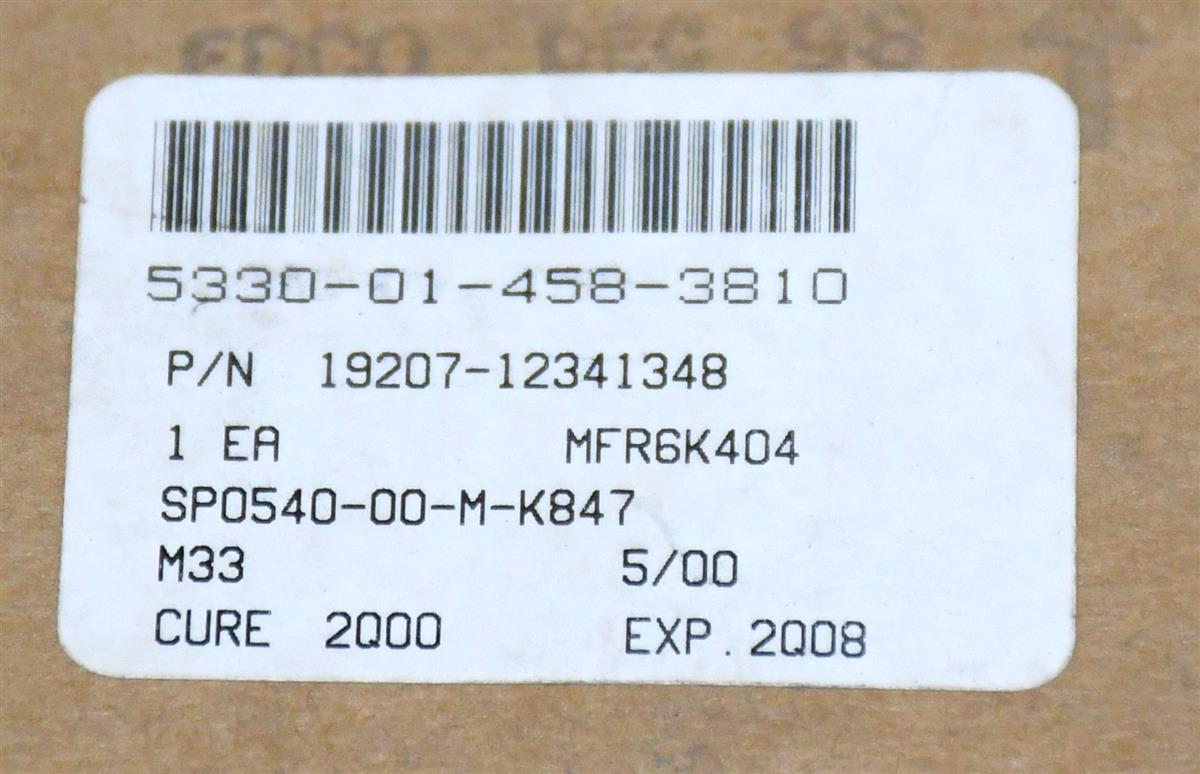 5330-01-458-3810
P/N 19207-12341348
1 EA MFR6K404
SP0540-00-M-K847
M33 5/00
CURE 2Q00 EXP. 2Q08